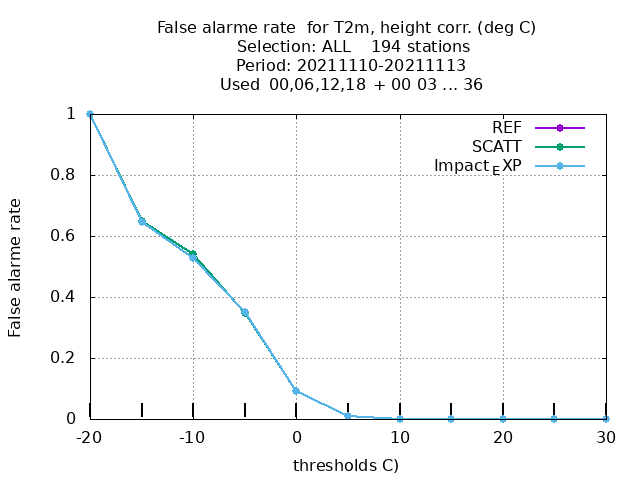 False alarme rate  for T2m, height corr. (deg C)
Selection: ALL    194 stations
Period: 20211110-20211113
Used  00,06,12,18 + 00 03 ... 36
REF
SCATT
Impact_EXP
False alarme rate
1
0.8
0.6
0.4
0.2
0
-20 -10 0 10 20 30
thresholds C)